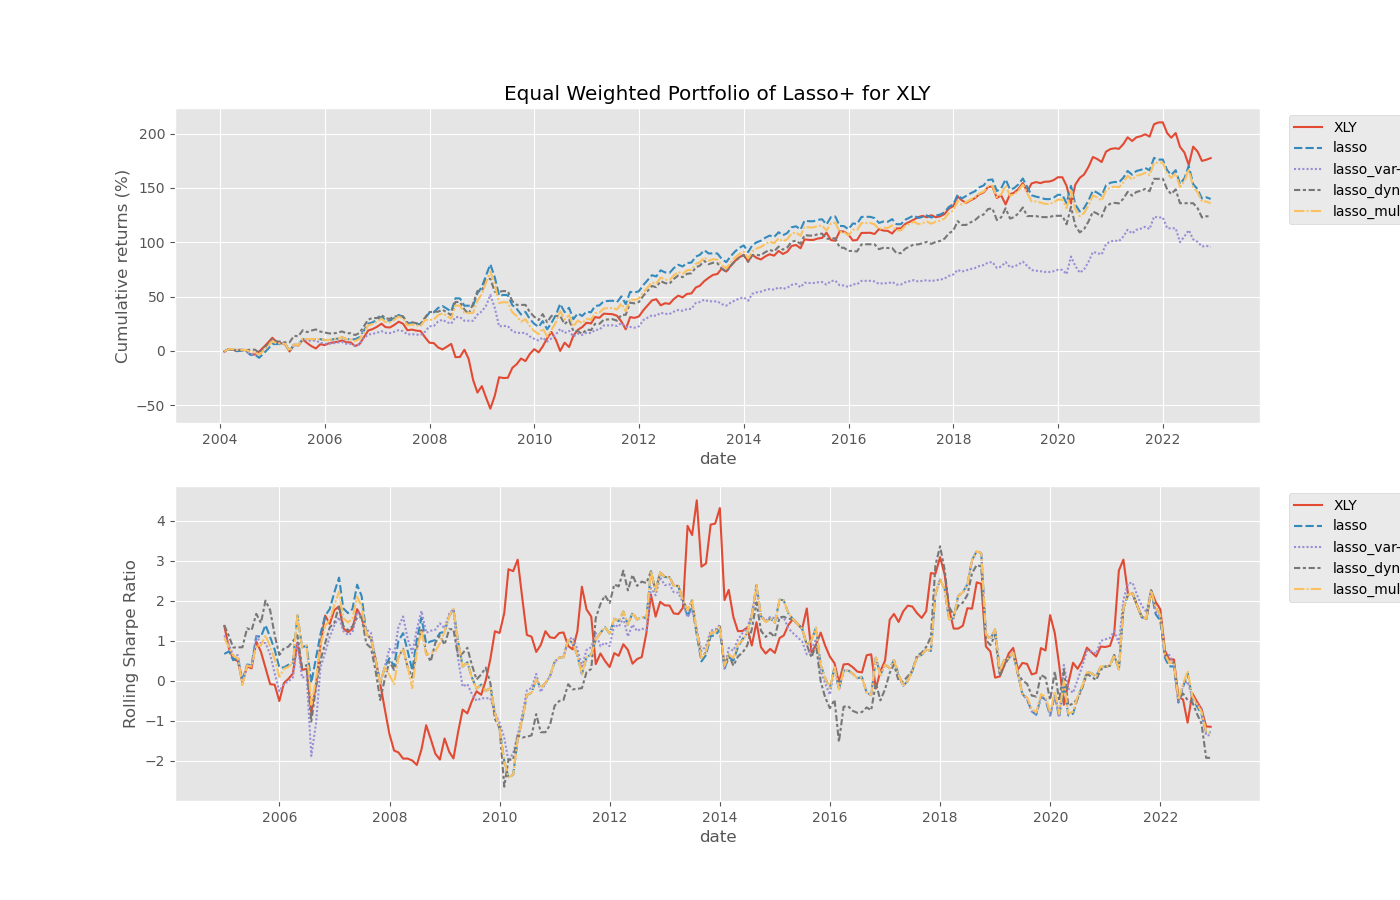 Equal Weighted Portfolio of Lasso+ for XLY
Cumulative returns (%)
200
150
100
50
0
−50
2004 2006 2008 2010 2012 2014 2016 2018 2020 2022
date
XLY
lasso
lasso_var-
lasso_dyn
lasso_mul
Rolling Sharpe Ratio
4
3
2
1
0
−1
−2
2006 2008 2010 2012 2014 2016 2018 2020 2022
date
XLY
lasso
lasso_var-
lasso_dyn
lasso_mul